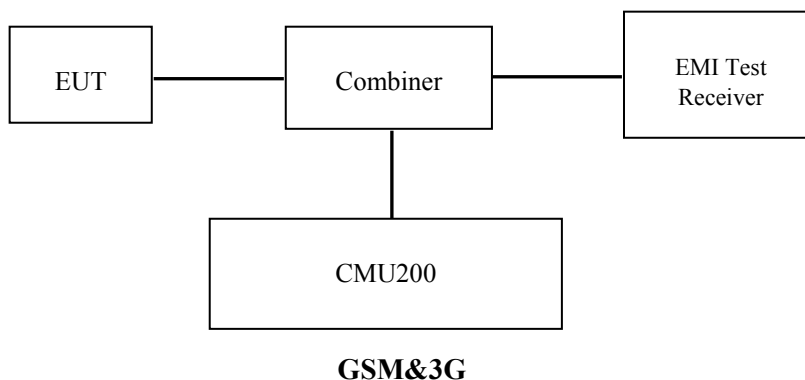 EUT
Combiner
EMI Test
Receiver
CMU200
GSM&3G